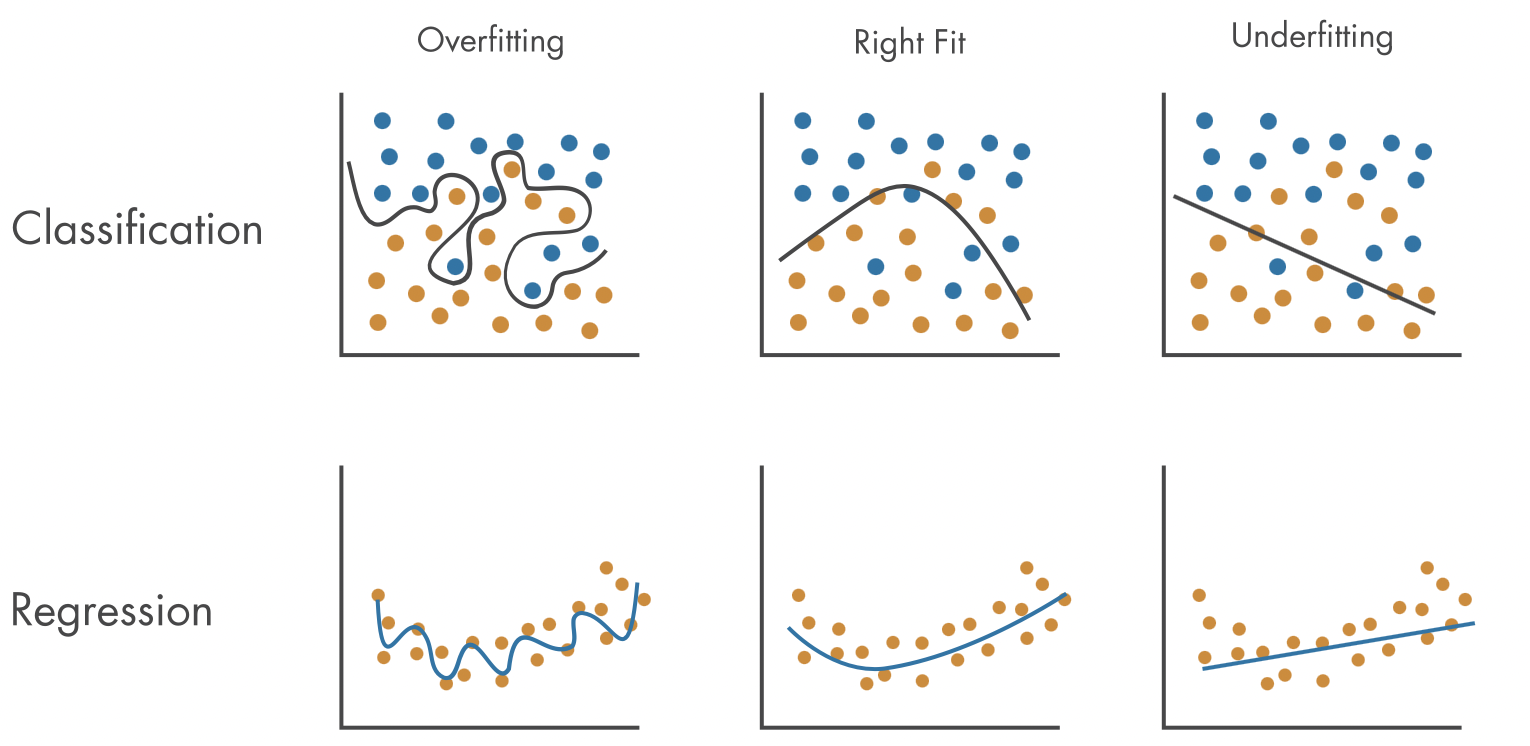 Overfitting
Right Fit
Underfitting
Classification
Regression